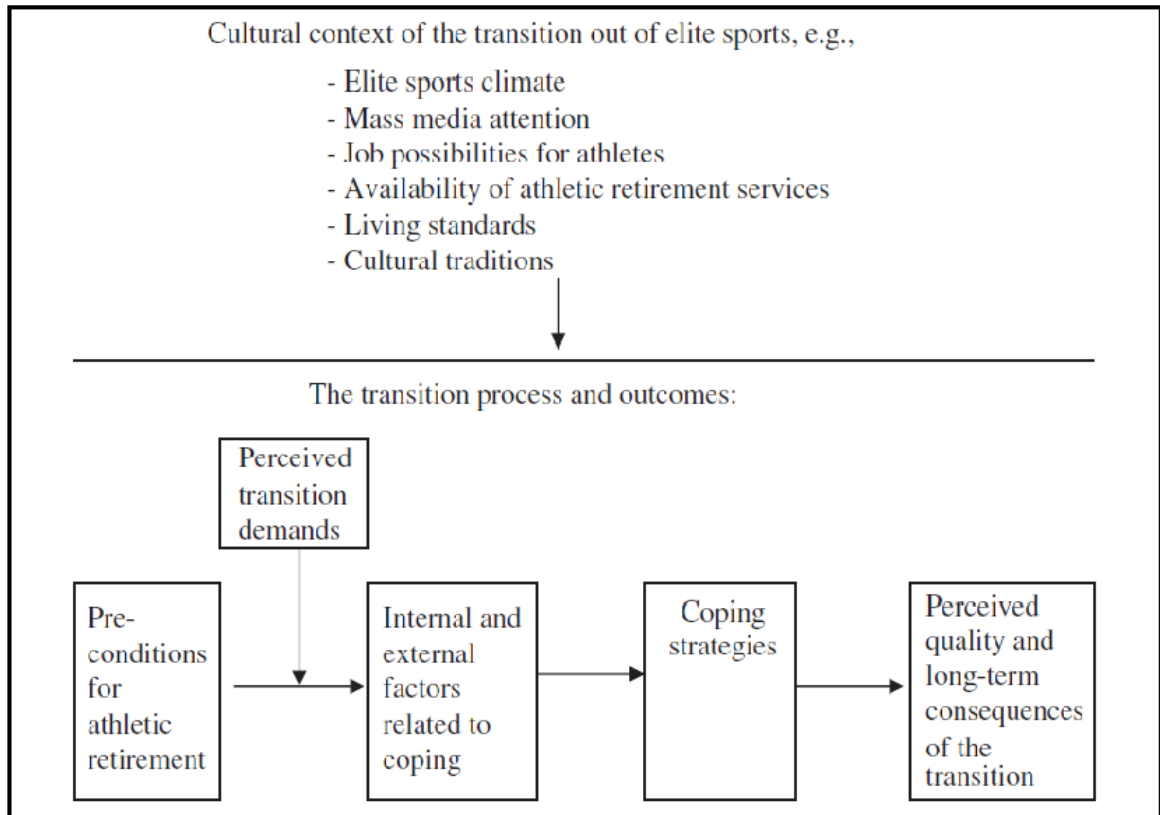 Cultural context of the transition out of elite sports, e.g.,
- Elite sports climate
- Mass media attention
- Job possibilities for athletes
- Availability of athletic retirement services
- Living standards
- Cultural traditions
The transition process and outcomes:
Perceived
transition
demands
Pre-
conditions
for
athletic
retirement
Internal and
external
factors
related to
coping
Coping
strategies
Perceived
quality and
long-term
consequences
of the
transition